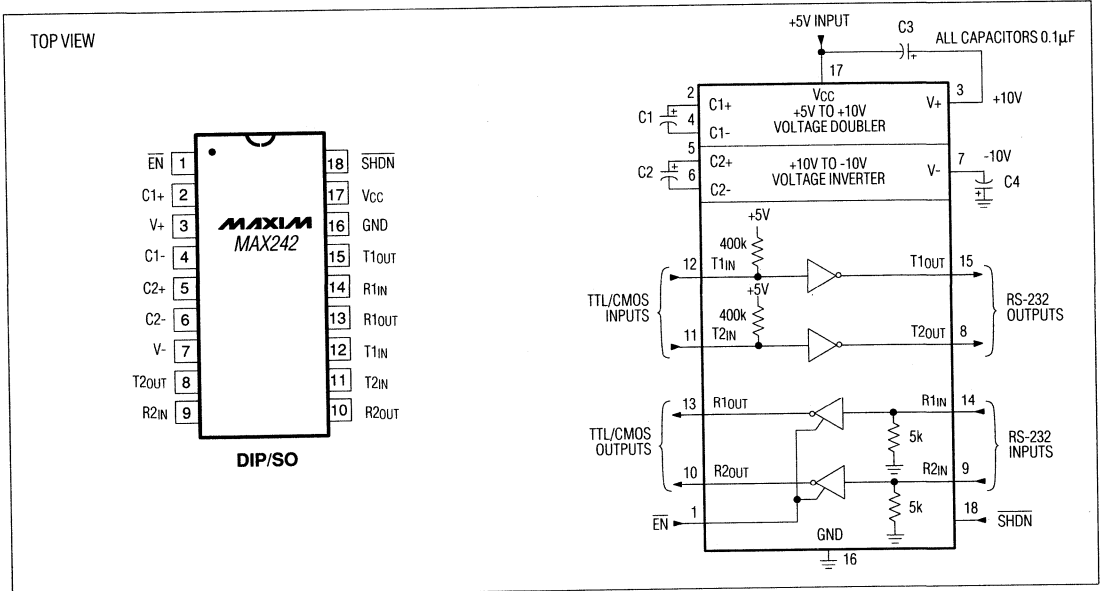 TOP VIEW
EN 1
C1+ 2
V+ 3
C1- 4
C2+ 5
C2- 6
V- 7
T2OUT 8
R2IN 9
MAXIM
MAX242
18 SHDN
17 VCC
16 GND
15 T1OUT
14 R1IN
13 R1OUT
12 T1IN
11 T2IN
10 R2OUT
DIP/SO
+5V INPUT
C3
ALL CAPACITORS 0.1µF
17
2
C1+
VCC
V+
3
+10V
+5V TO +10V
VOLTAGE DOUBLER
C1
+
4
C1-
5
C2+
+10V TO -10V
VOLTAGE INVERTER
V-
7
-10V
C2
+
6
C2-
C4
+
+5V
400k
12
T1IN
T1OUT
15
+5V
400k
TTL/CMOS
INPUTS
RS-232
OUTPUTS
11
T2IN
T2OUT
8
13
R1OUT
R1IN
14
5k
TTL/CMOS
OUTPUTS
RS-232
INPUTS
10
R2OUT
R2IN
9
5k
EN
1
18
SHDN
GND
16